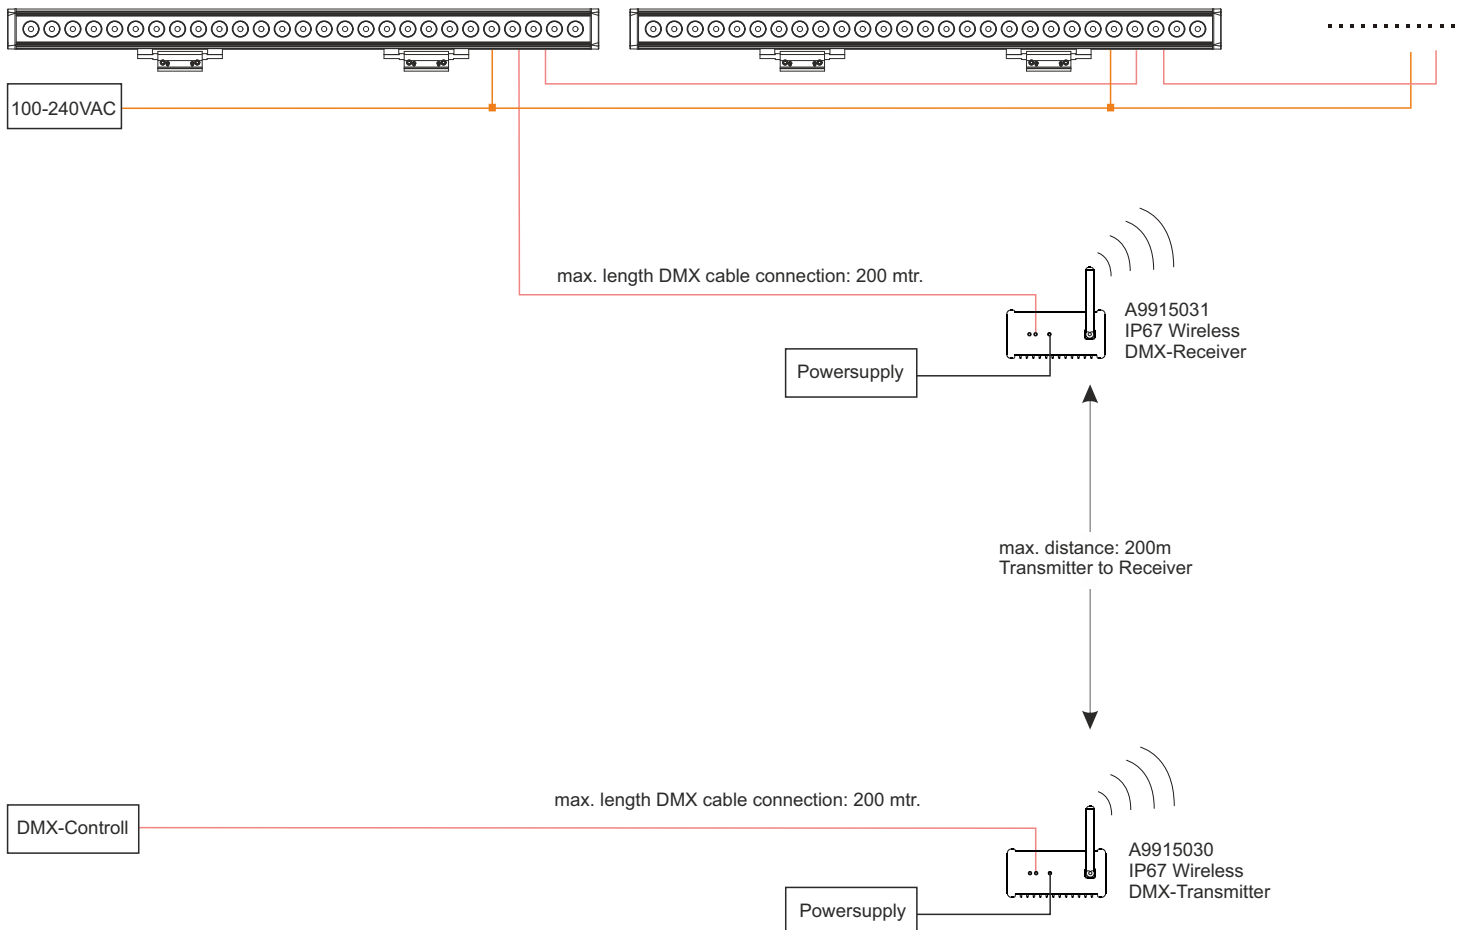 100-240VAC
max. length DMX cable connection: 200 mtr.
A9915031
IP67 Wireless
DMX-Receiver
Powersupply
max. distance: 200m
Transmitter to Receiver
max. length DMX cable connection: 200 mtr.
DMX-Controll
A9915030
IP67 Wireless
DMX-Transmitter
Powersupply